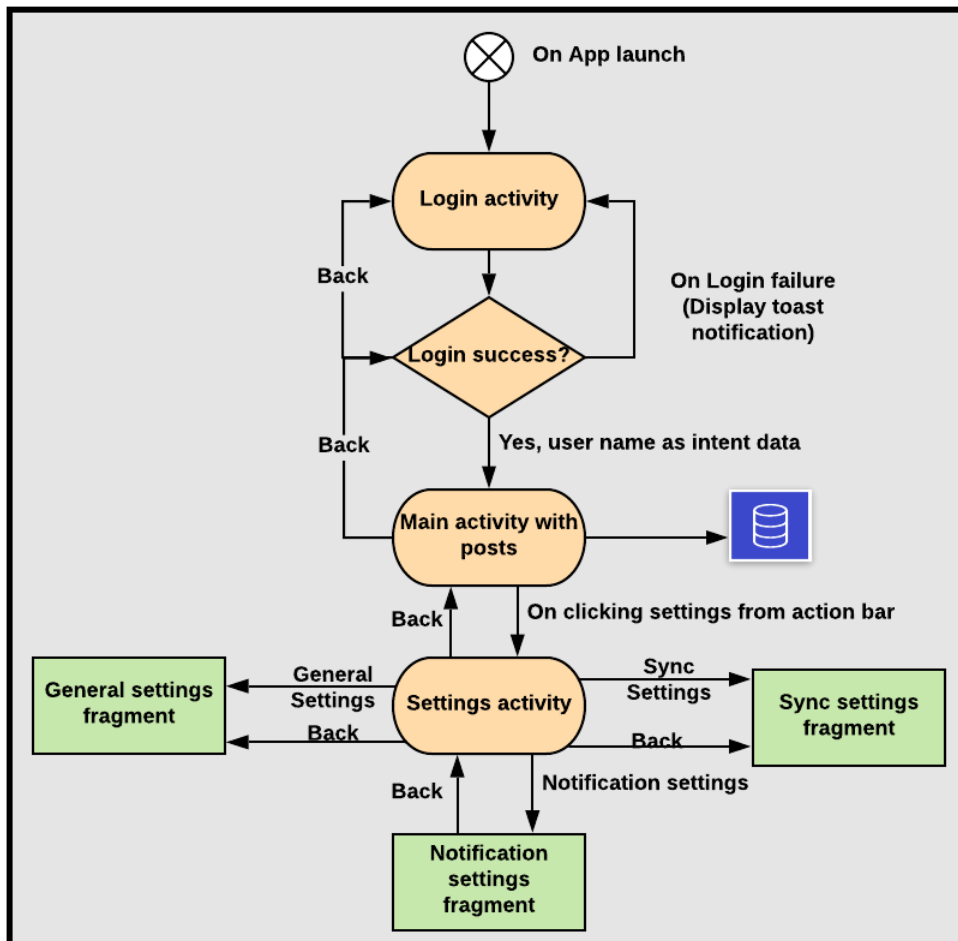 On App launch
Login activity
Back
On Login failure
(Display toast
notification)
Login success?
Back
Yes, user name as intent data
Main activity with
posts
Back
On clicking settings from action bar
General settings
fragment
General
Settings
Back
Settings activity
Sync
Settings
Back
Sync settings
fragment
Back
Notification settings
Notification
settings
fragment